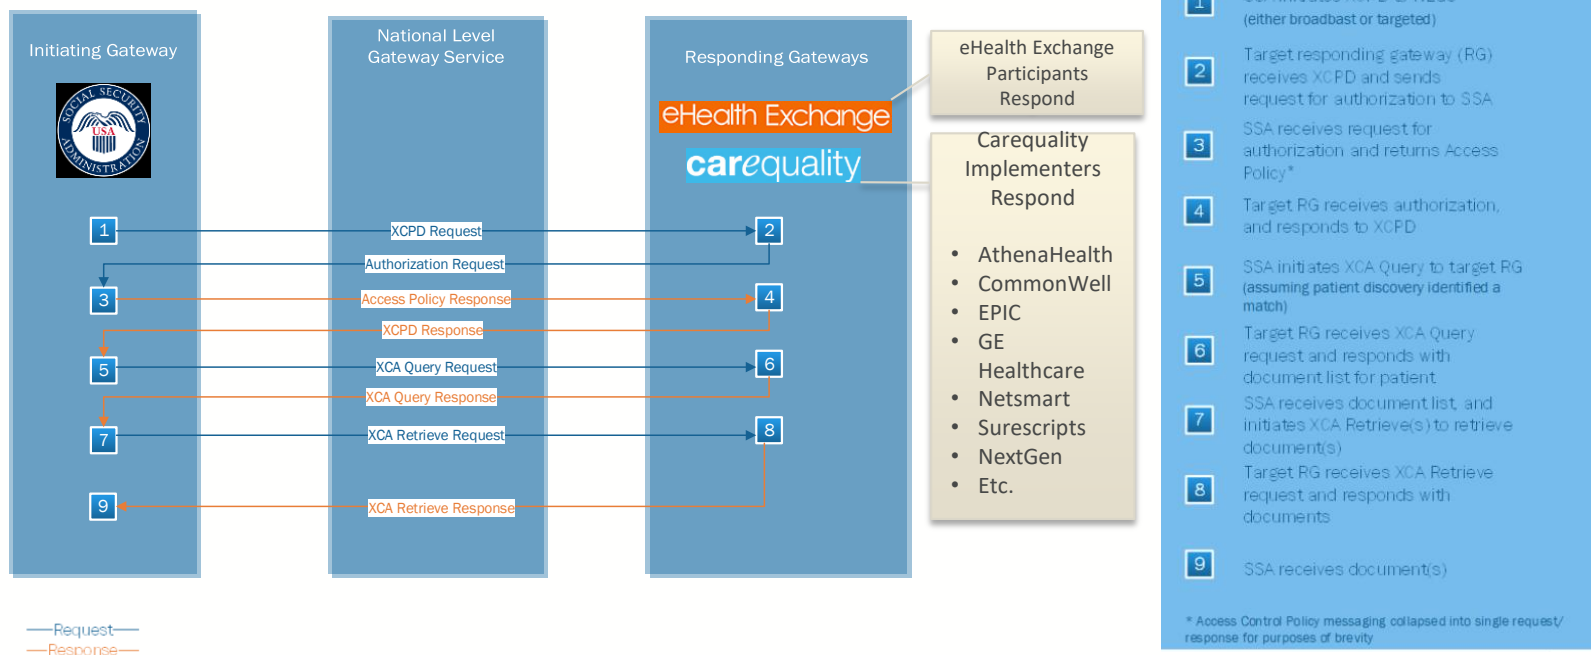 Initiating Gateway
SOCIAL SECURITY
USA
ADMINISTRATION
National Level
Gateway Service
Responding Gateways
eHealth Exchange
carequality
eHealth Exchange
Participants
Respond
Carequality
Implementers
Respond
• AthenaHealth
• CommonWell
• EPIC
• GE
Healthcare
• Netsmart
• Surescripts
• NextGen
• Etc.
1 XCPD Request 2
Authorization Request
3 Access Policy Response 4
XCPD Response
5 XCA Query Request 6
XCA Query Response
7 XCA Retrieve Request 8
9 XCA Retrieve Response
Request
Response
1
(either broadbast or targeted)
2 Target responding gateway (RG)
receives XCPD and sends
request for authorization to SSA
3 SSA receives request for
authorization and returns Access
Policy*
4 Target RG receives authorization,
and responds to XCPD
5 SSA initiates XCA Query to target RG
(assuming patient discovery identified a
match)
6 Target RG receives XCA Query
request and responds with
document list for patient
7 SSA receives document list, and
initiates XCA Retrieve(s) to retrieve
document(s)
8 Target RG receives XCA Retrieve
request and responds with
documents
9 SSA receives document(s)
* Access Control Policy messaging collapsed into single request/
response for purposes of brevity